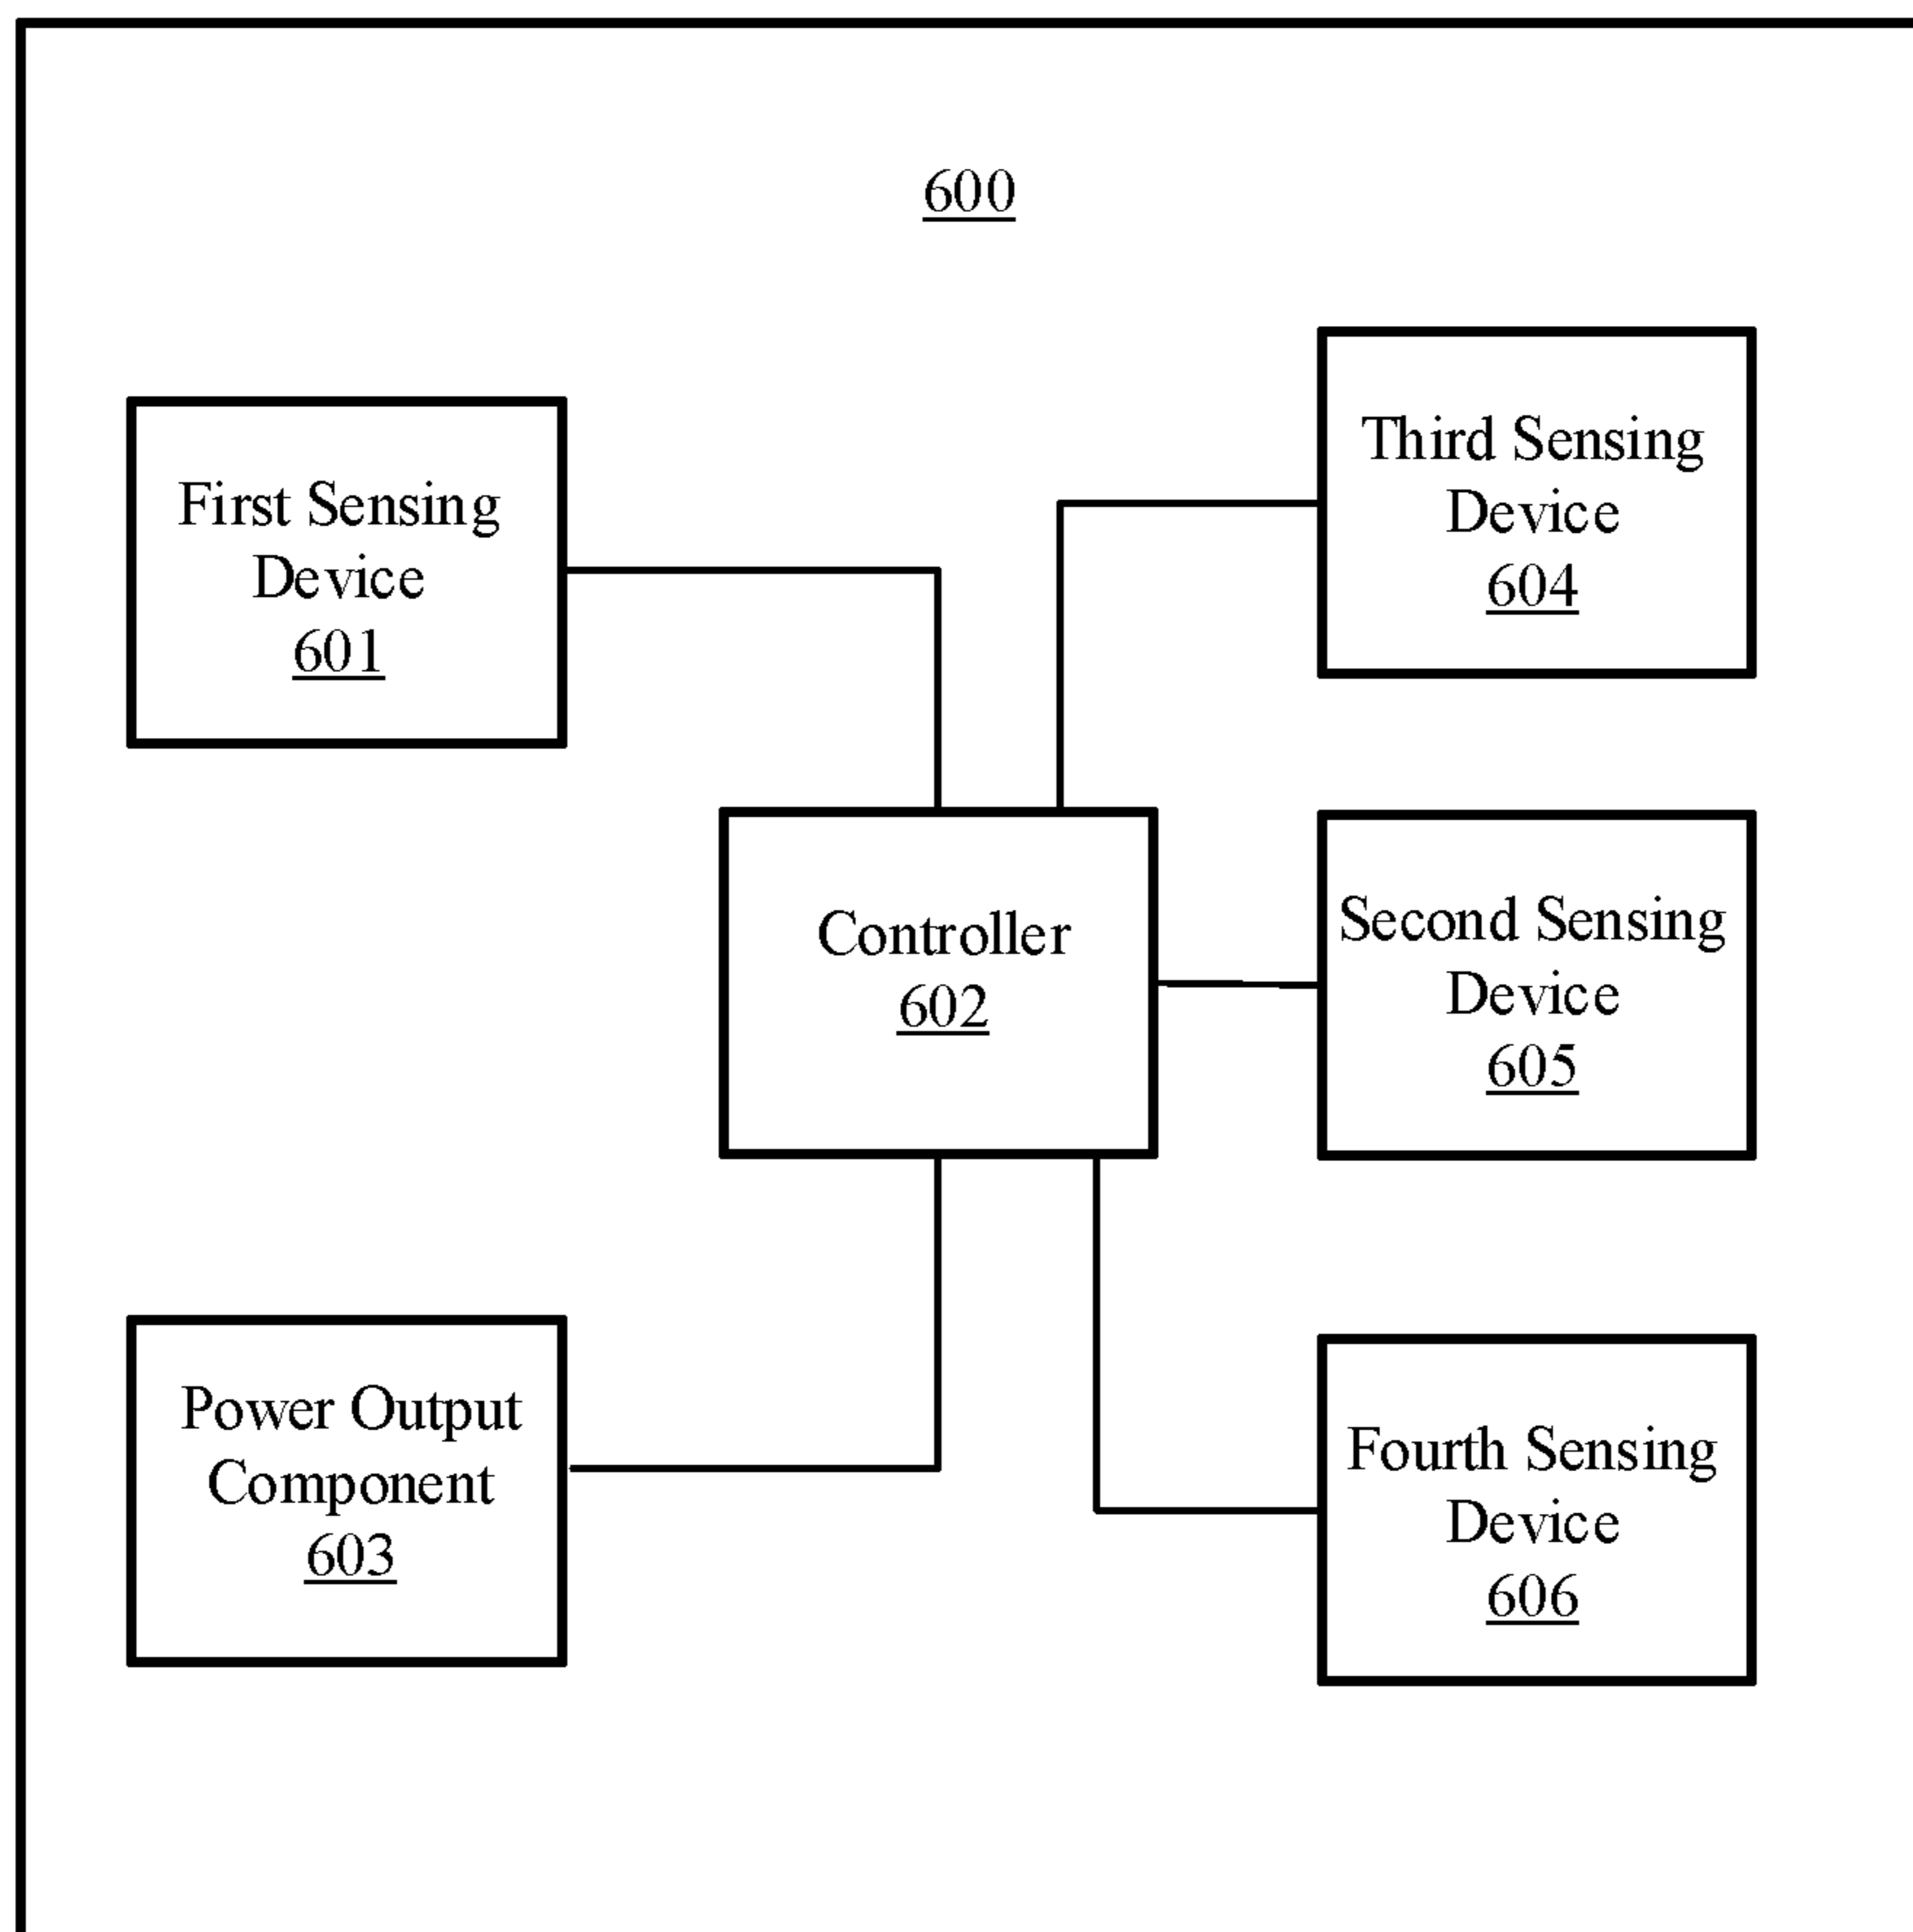 600
First Sensing
Device
601
Third Sensing
Device
604
Controller
602
Second Sensing
Device
605
Power Output
Component
603
Fourth Sensing
Device
606